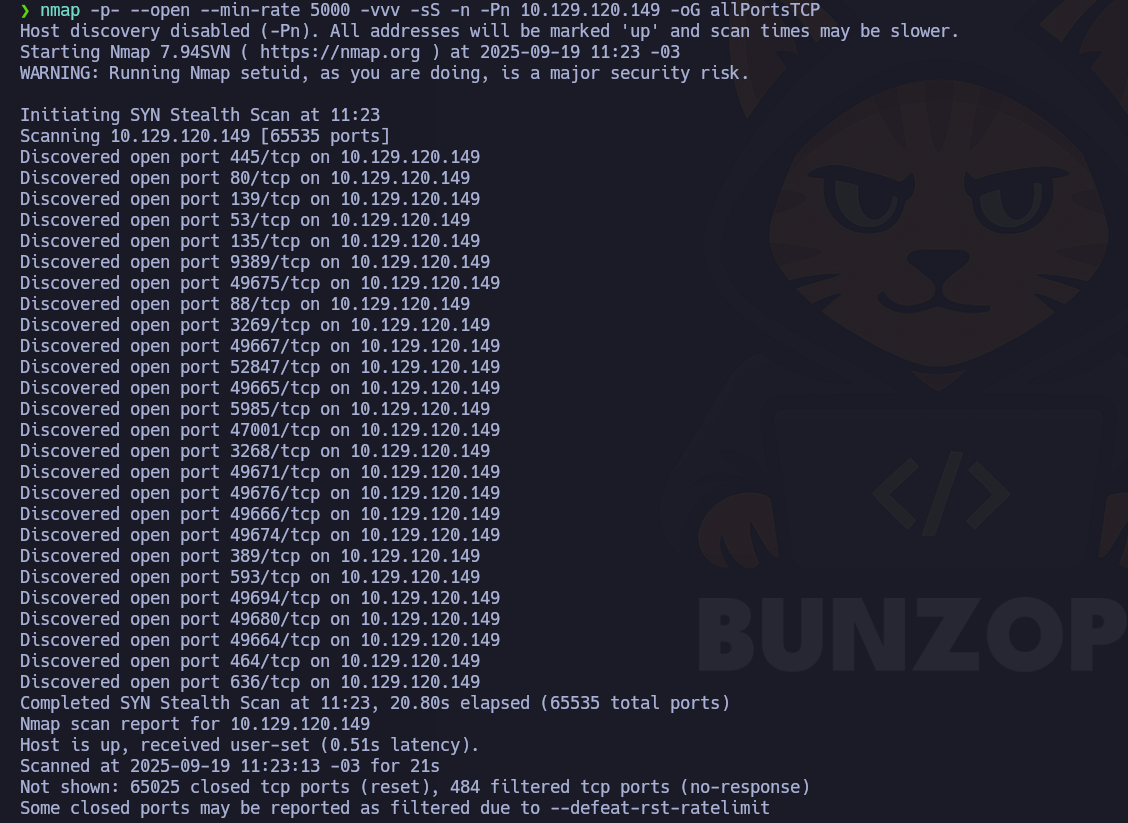 ❯ nmap -p- --open --min-rate 5000 -vvv -sS -n -Pn 10.129.120.149 -oG allPortsTCP
Host discovery disabled (-Pn). All addresses will be marked 'up' and scan times may be slower.
Starting Nmap 7.94SVN ( https://nmap.org ) at 2025-09-19 11:23 -03
WARNING: Running Nmap setuid, as you are doing, is a major security risk.

Initiating SYN Stealth Scan at 11:23
Scanning 10.129.120.149 [65535 ports]
Discovered open port 445/tcp on 10.129.120.149
Discovered open port 80/tcp on 10.129.120.149
Discovered open port 139/tcp on 10.129.120.149
Discovered open port 53/tcp on 10.129.120.149
Discovered open port 135/tcp on 10.129.120.149
Discovered open port 9389/tcp on 10.129.120.149
Discovered open port 49675/tcp on 10.129.120.149
Discovered open port 88/tcp on 10.129.120.149
Discovered open port 3269/tcp on 10.129.120.149
Discovered open port 49667/tcp on 10.129.120.149
Discovered open port 52847/tcp on 10.129.120.149
Discovered open port 49665/tcp on 10.129.120.149
Discovered open port 5985/tcp on 10.129.120.149
Discovered open port 47001/tcp on 10.129.120.149
Discovered open port 3268/tcp on 10.129.120.149
Discovered open port 49671/tcp on 10.129.120.149
Discovered open port 49676/tcp on 10.129.120.149
Discovered open port 49666/tcp on 10.129.120.149
Discovered open port 49674/tcp on 10.129.120.149
Discovered open port 389/tcp on 10.129.120.149
Discovered open port 593/tcp on 10.129.120.149
Discovered open port 49694/tcp on 10.129.120.149
Discovered open port 49680/tcp on 10.129.120.149
Discovered open port 49664/tcp on 10.129.120.149
Discovered open port 464/tcp on 10.129.120.149
Discovered open port 636/tcp on 10.129.120.149
Completed SYN Stealth Scan at 11:23, 20.80s elapsed (65535 total ports)
Nmap scan report for 10.129.120.149
Host is up, received user-set (0.51s latency).
Scanned at 2025-09-19 11:23:13 -03 for 21s
Not shown: 65025 closed tcp ports (reset), 484 filtered tcp ports (no-response)
Some closed ports may be reported as filtered due to --defeat-rst-ratelimit
</>
BUNZOP